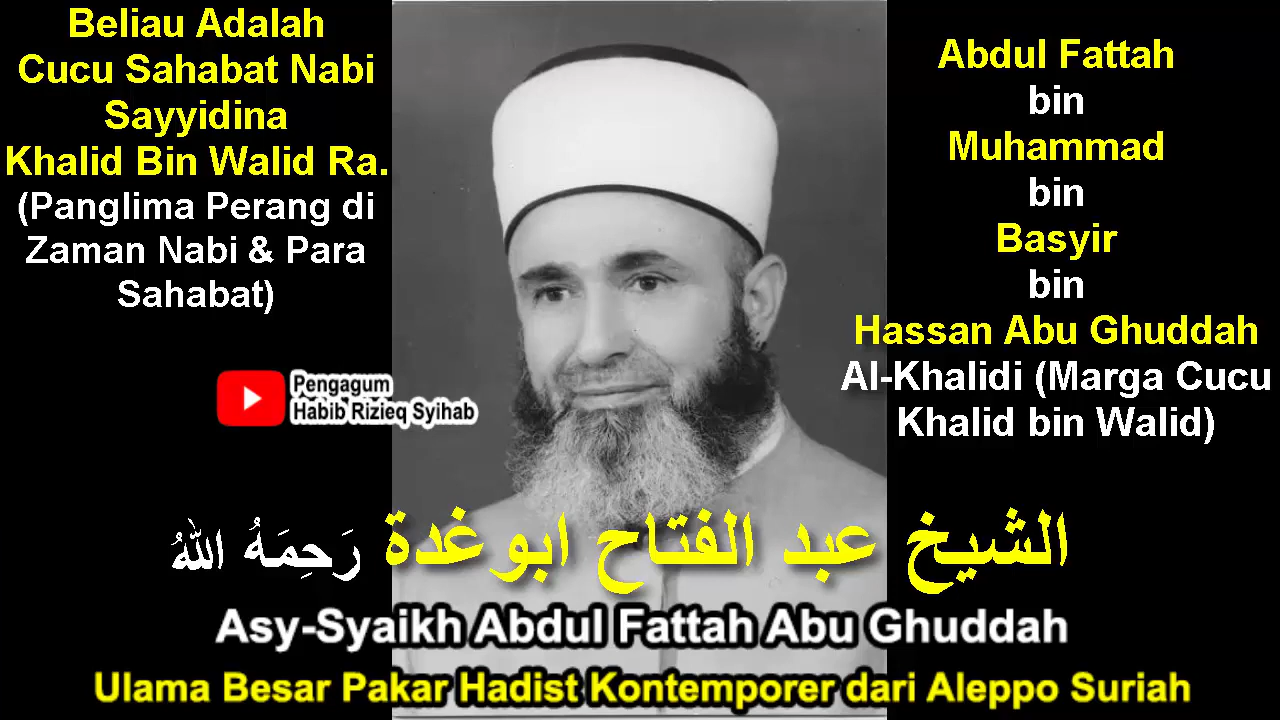 Beliau Adalah
Cucu Sahabat Nabi
Sayyidina
Khalid Bin Walid Ra.
(Panglima Perang di
Zaman Nabi & Para
Sahabat)
Abdul Fattah
bin
Muhammad
bin
Basyir
bin
Hassan Abu Ghuddah
Al-Khalidi (Marga Cucu
Khalid bin Walid)
Pengagum
Habib Rizieq Syihab
الشيخ عبد الفتاح ابوغدة رَحِمَهُ اللهُ
Asy-Syaikh Abdul Fattah Abu Ghuddah
Ulama Besar Pakar Hadist Kontemporer dari Aleppo Suriah